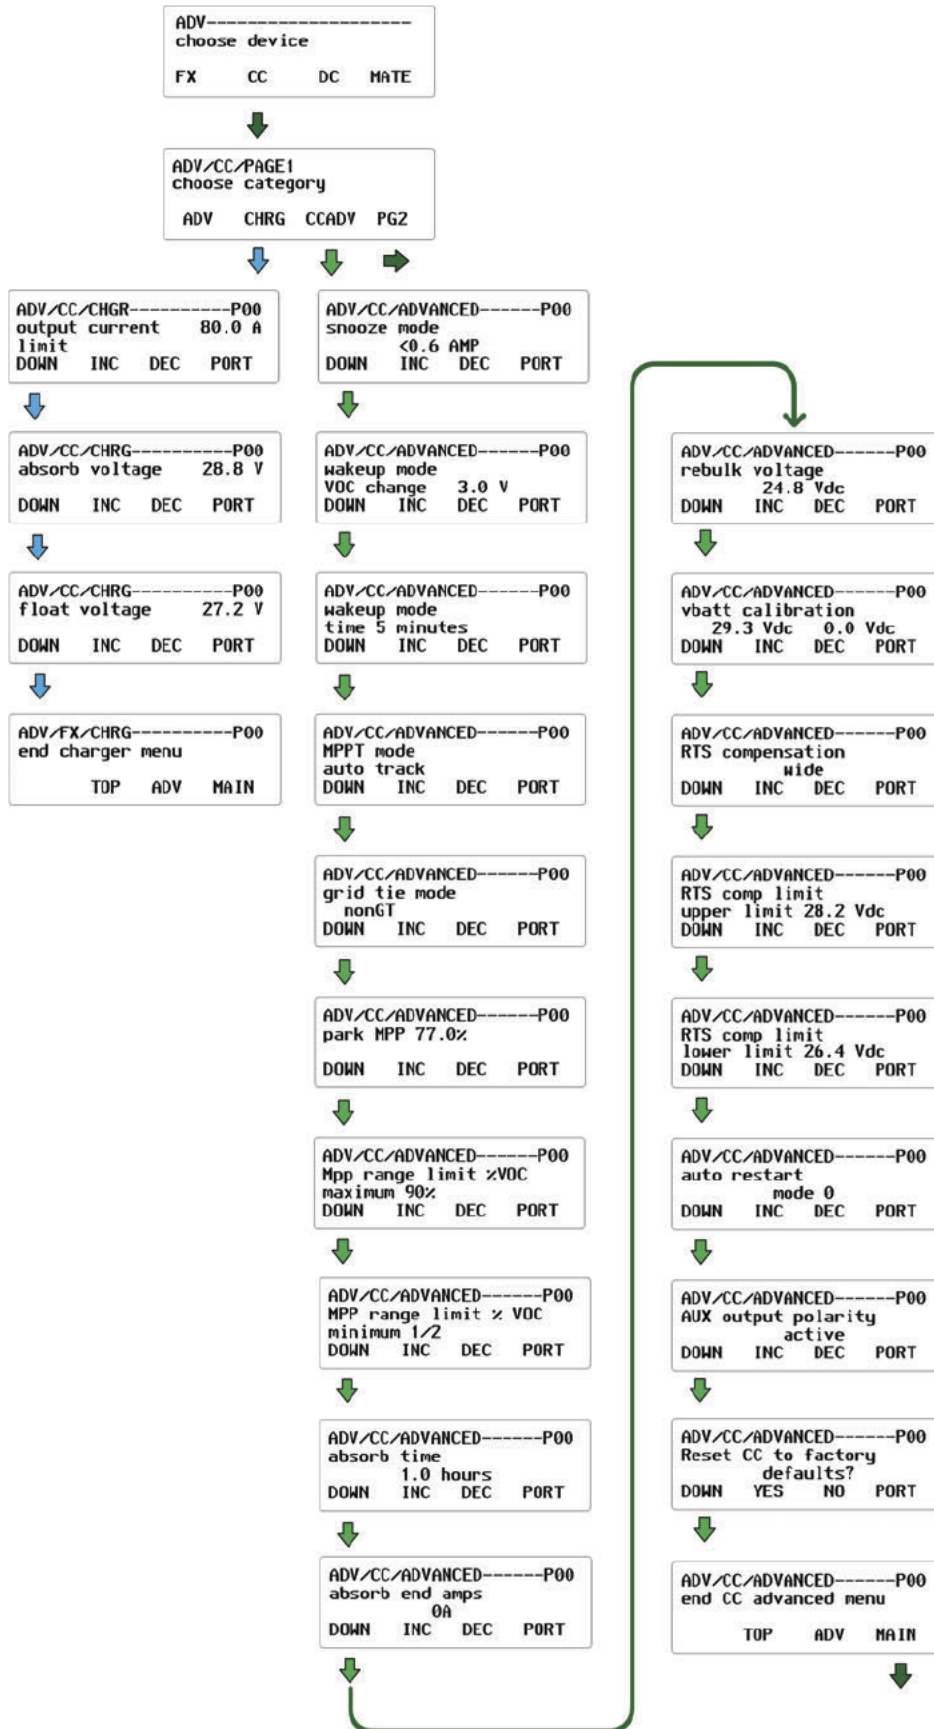 ADV---------------------
choose device
FX CC DC MATE
ADV/CC/PAGE1
choose category
ADV CHRG CCADV PG2
ADV/CC/CHGR----------P00
output current 80.0 A
limit
DOWN INC DEC PORT
ADV/CC/CHRG----------P00
absorb voltage 28.8 V
DOWN INC DEC PORT
ADV/CC/CHRG----------P00
float voltage 27.2 V
DOWN INC DEC PORT
ADV/FX/CHRG----------P00
end charger menu
TOP ADV MAIN
ADV/CC/ADVANCED------P00
snooze mode
<0.6 AMP
DOWN INC DEC PORT
ADV/CC/ADVANCED------P00
wakeup mode
VOC change 3.0 V
DOWN INC DEC PORT
ADV/CC/ADVANCED------P00
wakeup mode
time 5 minutes
DOWN INC DEC PORT
ADV/CC/ADVANCED------P00
MPPT mode
auto track
DOWN INC DEC PORT
ADV/CC/ADVANCED------P00
grid tie mode
nonGT
DOWN INC DEC PORT
ADV/CC/ADVANCED------P00
park MPP 77.0%
DOWN INC DEC PORT
ADV/CC/ADVANCED------P00
Mpp range limit %VOC
maximum 90%
DOWN INC DEC PORT
ADV/CC/ADVANCED------P00
MPP range limit % VOC
minimum 1/2
DOWN INC DEC PORT
ADV/CC/ADVANCED------P00
absorb time
1.0 hours
DOWN INC DEC PORT
ADV/CC/ADVANCED------P00
absorb end amps
0A
DOWN INC DEC PORT
ADV/CC/ADVANCED------P00
rebulk voltage
24.8 Vdc
DOWN INC DEC PORT
ADV/CC/ADVANCED------P00
vbatt calibration
29.3 Vdc 0.0 Vdc
DOWN INC DEC PORT
ADV/CC/ADVANCED------P00
RTS compensation
wide
DOWN INC DEC PORT
ADV/CC/ADVANCED------P00
RTS comp limit
upper limit 28.2 Vdc
DOWN INC DEC PORT
ADV/CC/ADVANCED------P00
RTS comp limit
lower limit 26.4 Vdc
DOWN INC DEC PORT
ADV/CC/ADVANCED------P00
auto restart
mode 0
DOWN INC DEC PORT
ADV/CC/ADVANCED------P00
AUX output polarity
active
DOWN INC DEC PORT
ADV/CC/ADVANCED------P00
Reset CC to factory
defaults?
DOWN YES NO PORT
ADV/CC/ADVANCED------P00
end CC advanced menu
TOP ADV MAIN